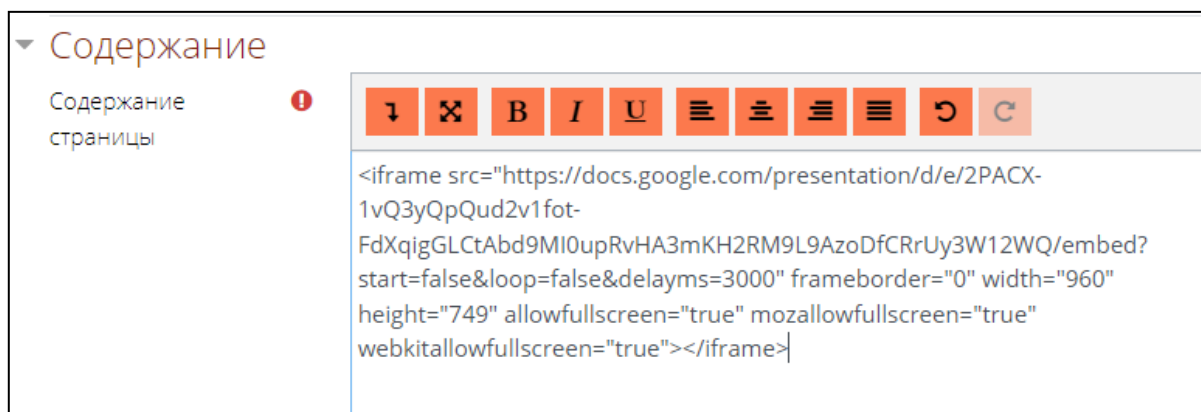 Содержание
Содержание
страницы
B I U
<iframe src="https://docs.google.com/presentation/d/e/2PACX-
1vQ3yQpQud2v1fot-
FdXqigGLCtAbd9MI0upRvHA3mKH2RM9L9AzoDfCRrUy3W12WQ/embed?
start=false&loop=false&delayms=3000" frameborder="0" width="960"
height="749" allowfullscreen="true" mozallowfullscreen="true"
webkitallowfullscreen="true"></iframe>